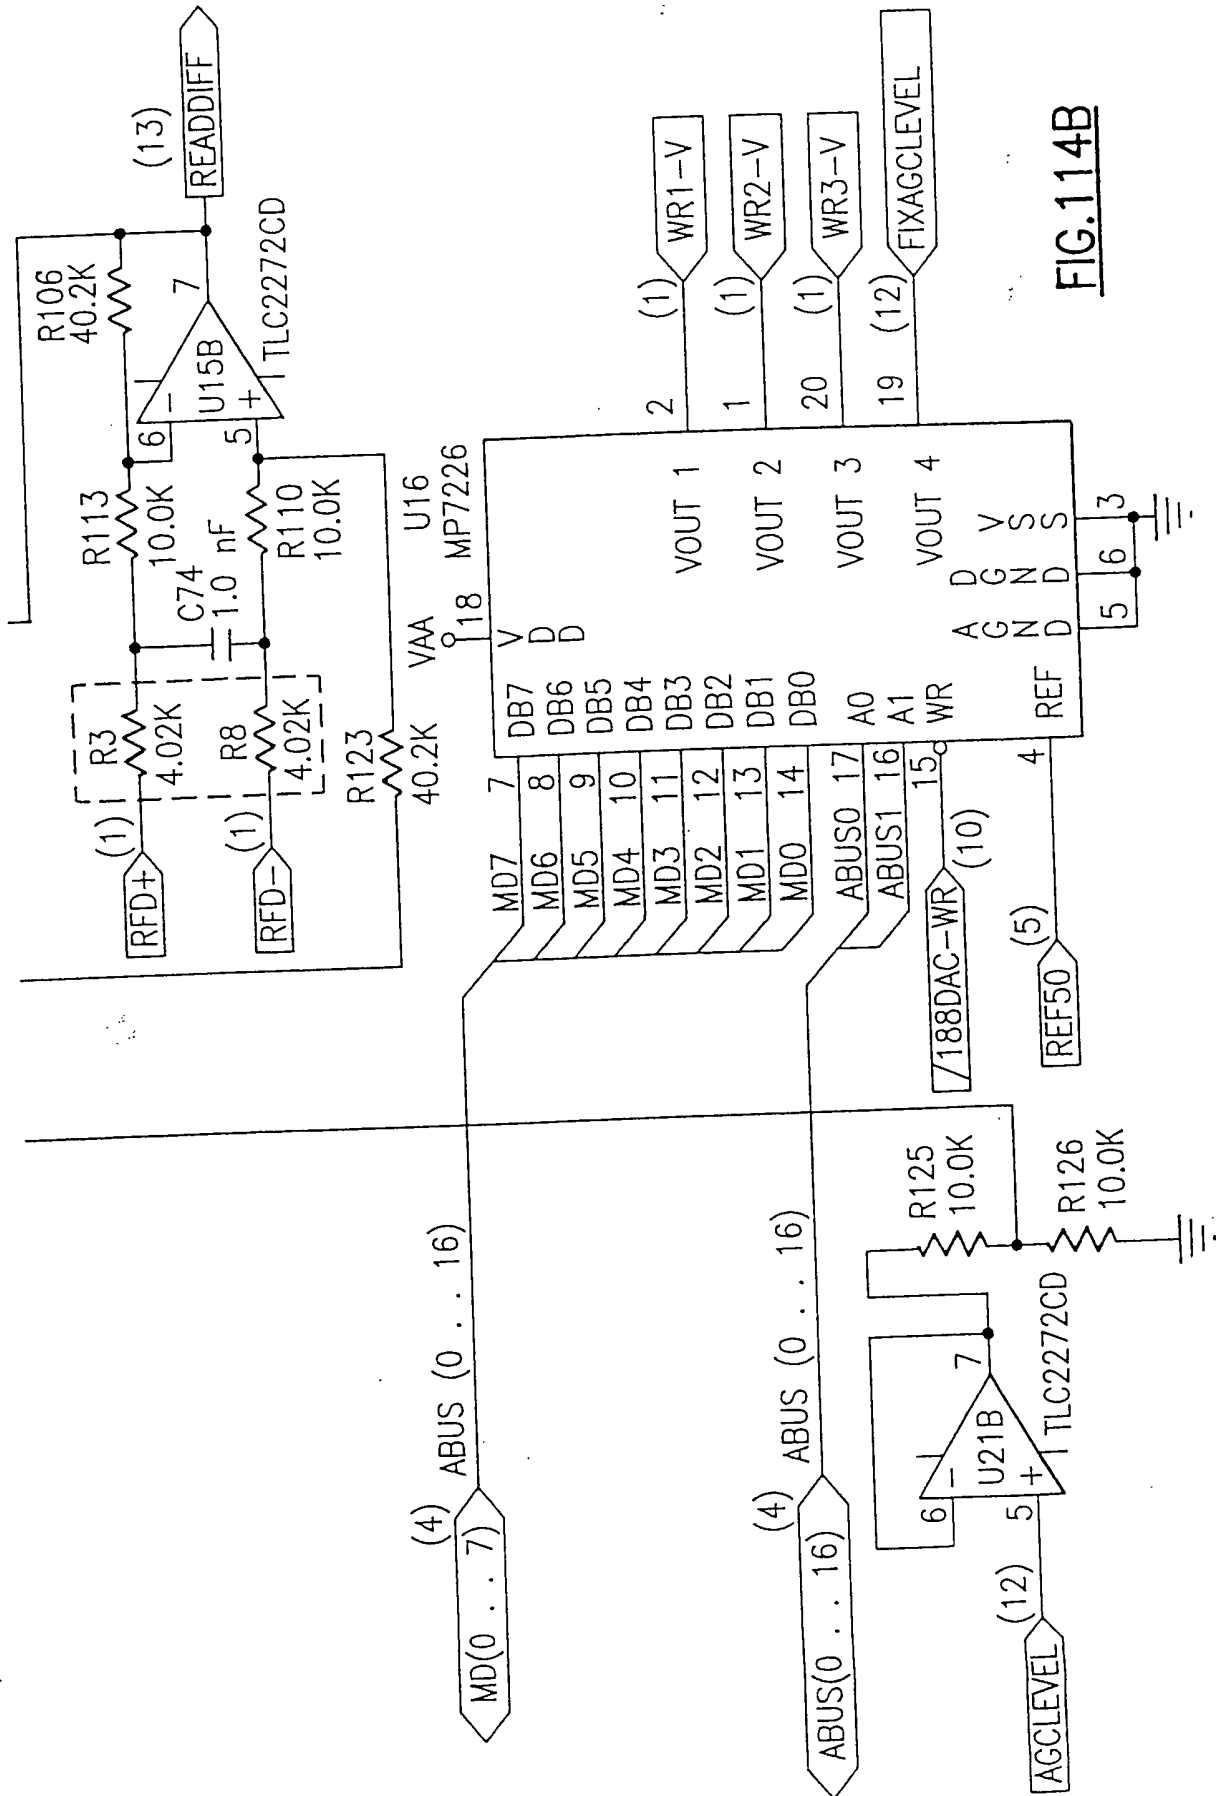 (13)
READDIFF
R106
40.2K
7
U15B
TLC2272CD
−
+
6
5
R113
10.0K
C74
1.0 nF
R110
10.0K
R3
4.02K
R8
4.02K
(1)
RFD+
(1)
RFD−
R123
40.2K
VAA
18
U16
MP7226
VDD
MD7 7 DB7
MD6 8 DB6
MD5 9 DB5
MD4 10 DB4
MD3 11 DB3
MD2 12 DB2
MD1 13 DB1
MD0 14 DB0
ABUS0 17 A0
ABUS1 16 A1
15 WR
/188DAC−WR
(10)
4 REF
REF50
(5)
VOUT 1 2 (1) WR1−V
VOUT 2 1 (1) WR2−V
VOUT 3 20 (1) WR3−V
VOUT 4 19 (12) FIXAGCLEVEL
AGND
DGND
VSS
5
6
3
MD(0 . . 7)
(4)
ABUS (0 . . 16)
ABUS(0 . . 16)
(4)
ABUS (0 . . 16)
AGCLEVEL
(12)
6
5
−
+
U21B
7
TLC2272CD
R125
10.0K
R126
10.0K
FIG.114B